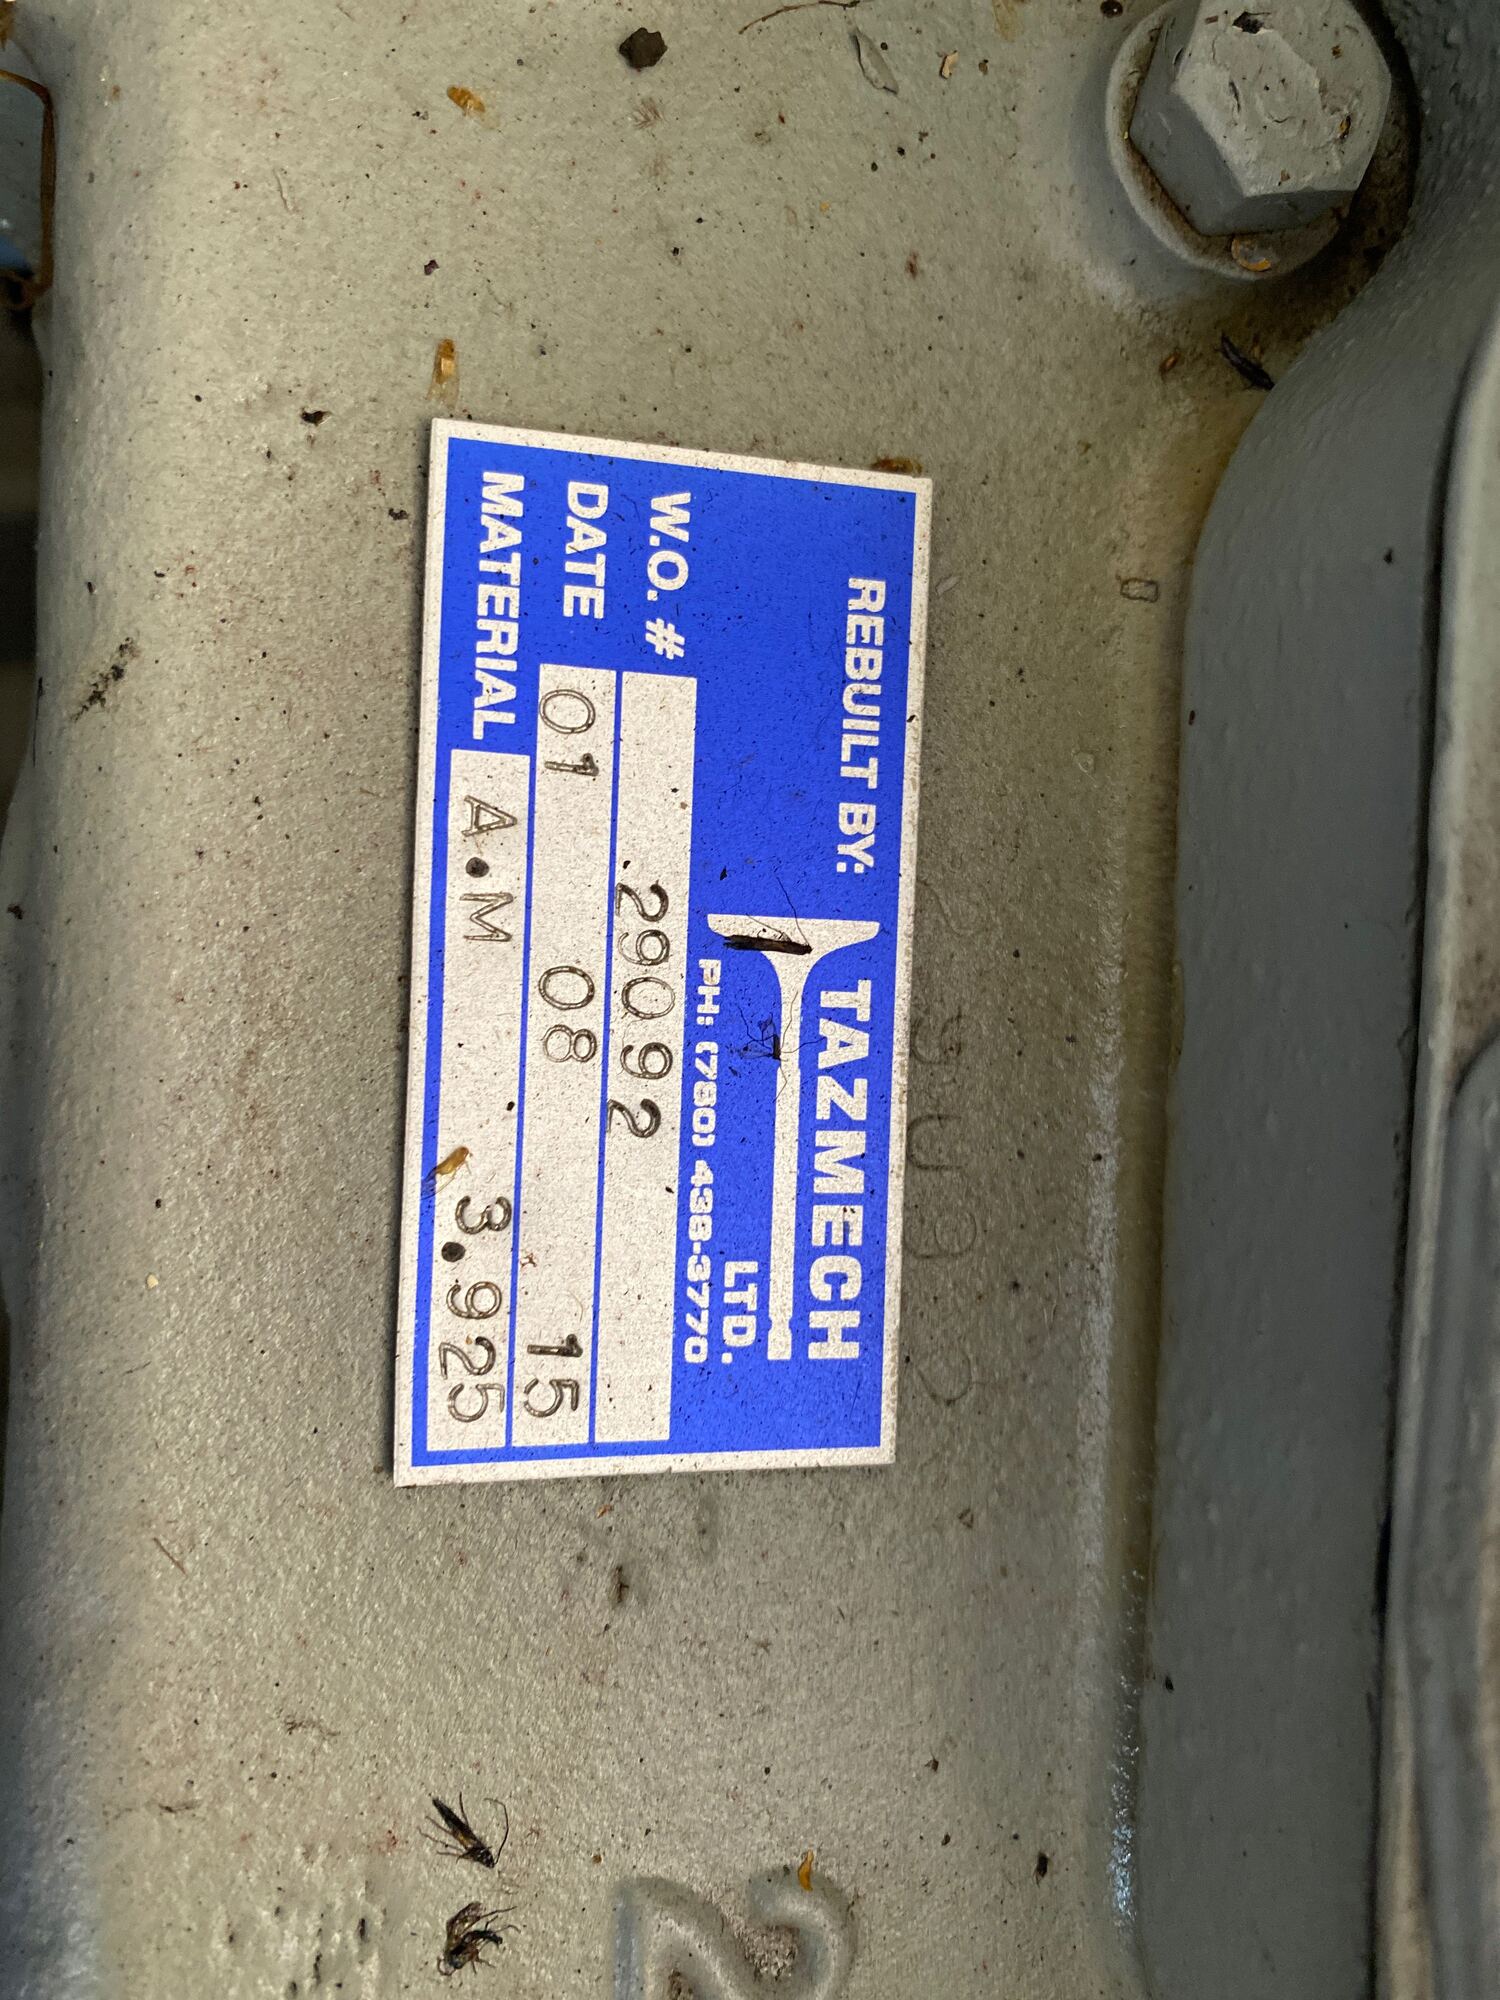 REBUILT BY:
TAZMECH
LTD.
PH: (780) 438-3770
W.O. # 29092
DATE 01 08 15
MATERIAL A.M 3.925